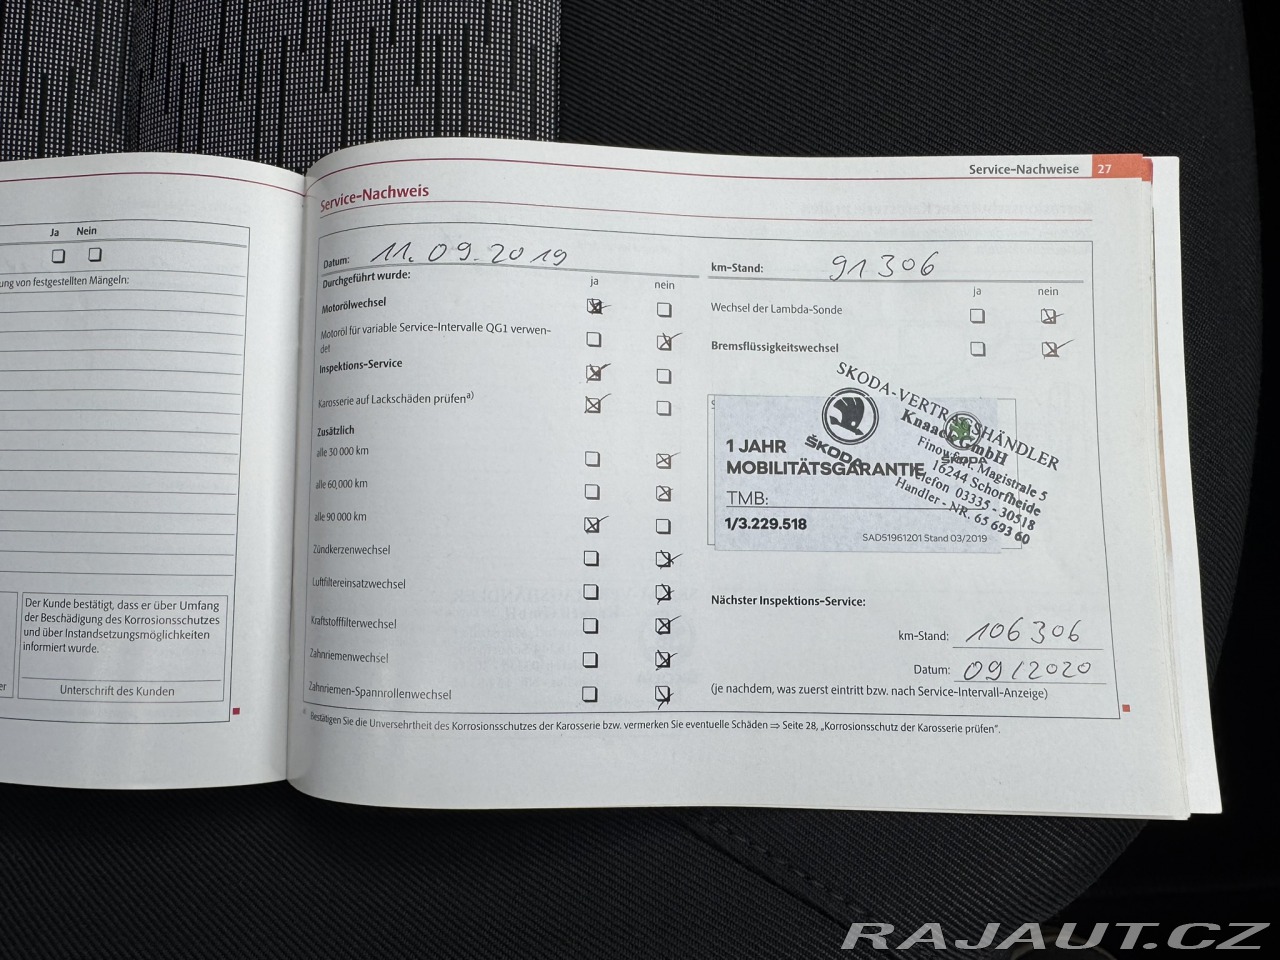 Service-Nachweise 27
Ja Nein
ung von festgestellten Mängeln:
Der Kunde bestätigt, dass er über Umfang
der Beschädigung des Korrosionsschutzes
und über Instandsetzungsmöglichkeiten
informiert wurde.
Unterschrift des Kunden
Service-Nachweis
Datum: 11.09.2019
Durchgeführt wurde:
ja nein
Motorölwechsel
Motoröl für variable Service-Intervalle QG1 verwen-
det
Inspektions-Service
Karosserie auf Lackschäden prüfen a)
Zusätzlich
alle 30 000 km
alle 60 000 km
alle 90 000 km
Zündkerzenwechsel
Luftfiltereinsatzwechsel
Kraftstofffilterwechsel
Zahnriemenwechsel
Zahnriemen-Spannrollenwechsel
km-Stand: 91306
ja nein
Wechsel der Lambda-Sonde
Bremsflüssigkeitswechsel
SKODA-VERTRAGSHÄNDLER
Knaack GmbH
Finowfurt, Magistrale 5
16244 Schorfheide
Telefon 03335 - 30518
Händler - NR. 65 693 60
ŠKODA
1 JAHR
MOBILITÄTSGARANTIE
TMB:
1/3.229.518
SAD51961201 Stand 03/2019
Nächster Inspektions-Service:
km-Stand: 106306
Datum: 09/2020
(je nachdem, was zuerst eintritt bzw. nach Service-Intervall-Anzeige)
a Bestätigen Sie die Unversehrtheit des Korrosionsschutzes der Karosserie bzw. vermerken Sie eventuelle Schäden ⇒ Seite 28, „Korrosionsschutz der Karosserie prüfen“.
RAJAUT.CZ